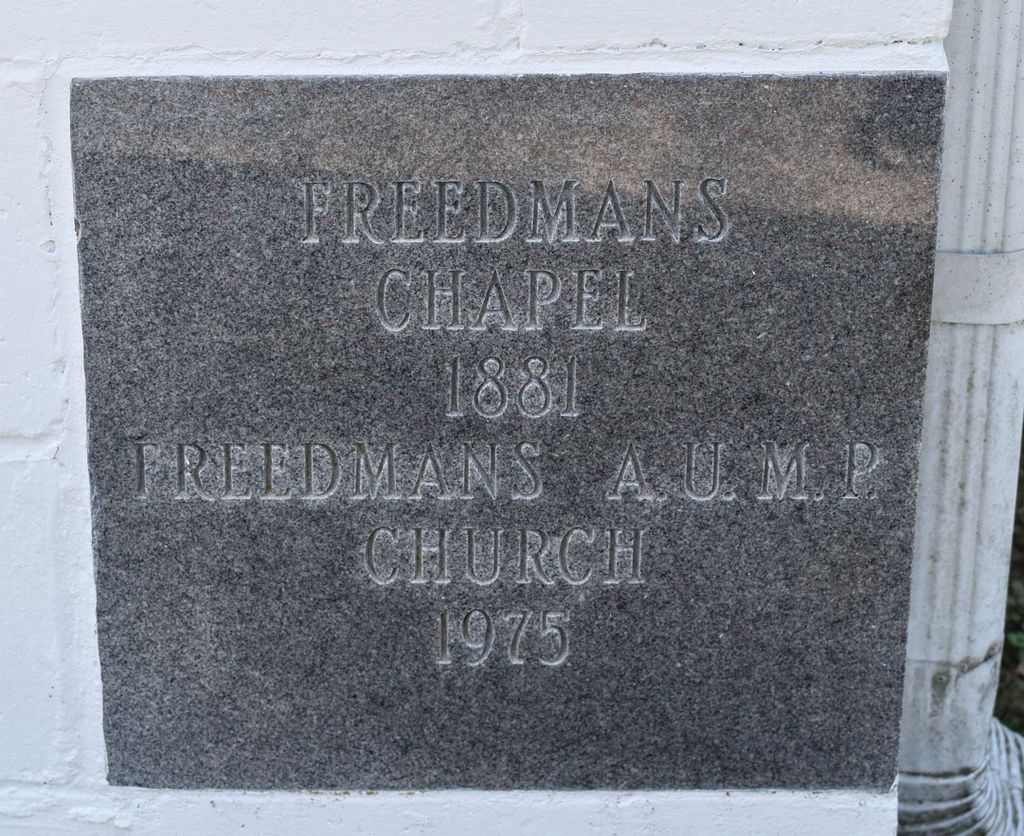 FREEDMANS
CHAPEL
1881
FREEDMANS A.U.M.P.
CHURCH
1975